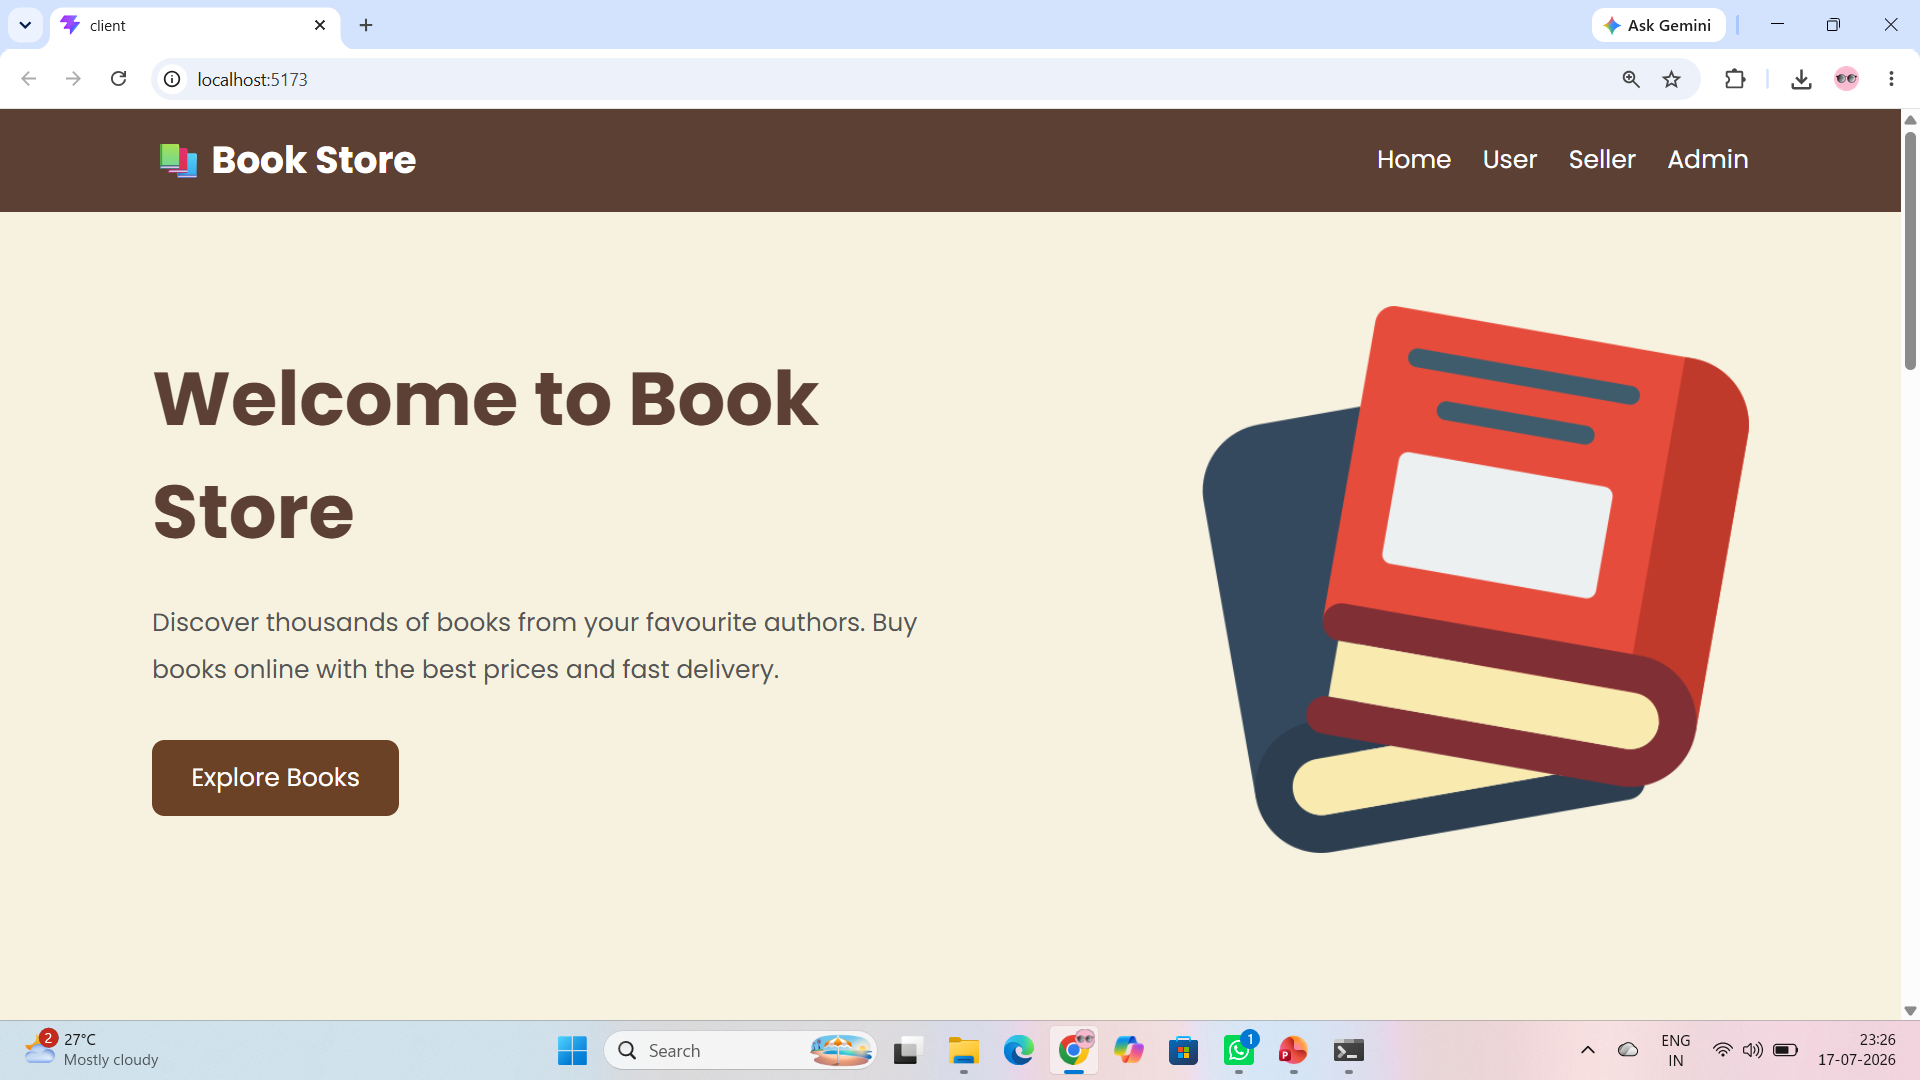 client
Ask Gemini
localhost:5173
Book Store
Home User Seller Admin
Welcome to Book
Store
Discover thousands of books from your favourite authors. Buy
books online with the best prices and fast delivery.
Explore Books
2
27°C
Mostly cloudy
Search
1
P
ENG
IN
23:26
17-07-2026